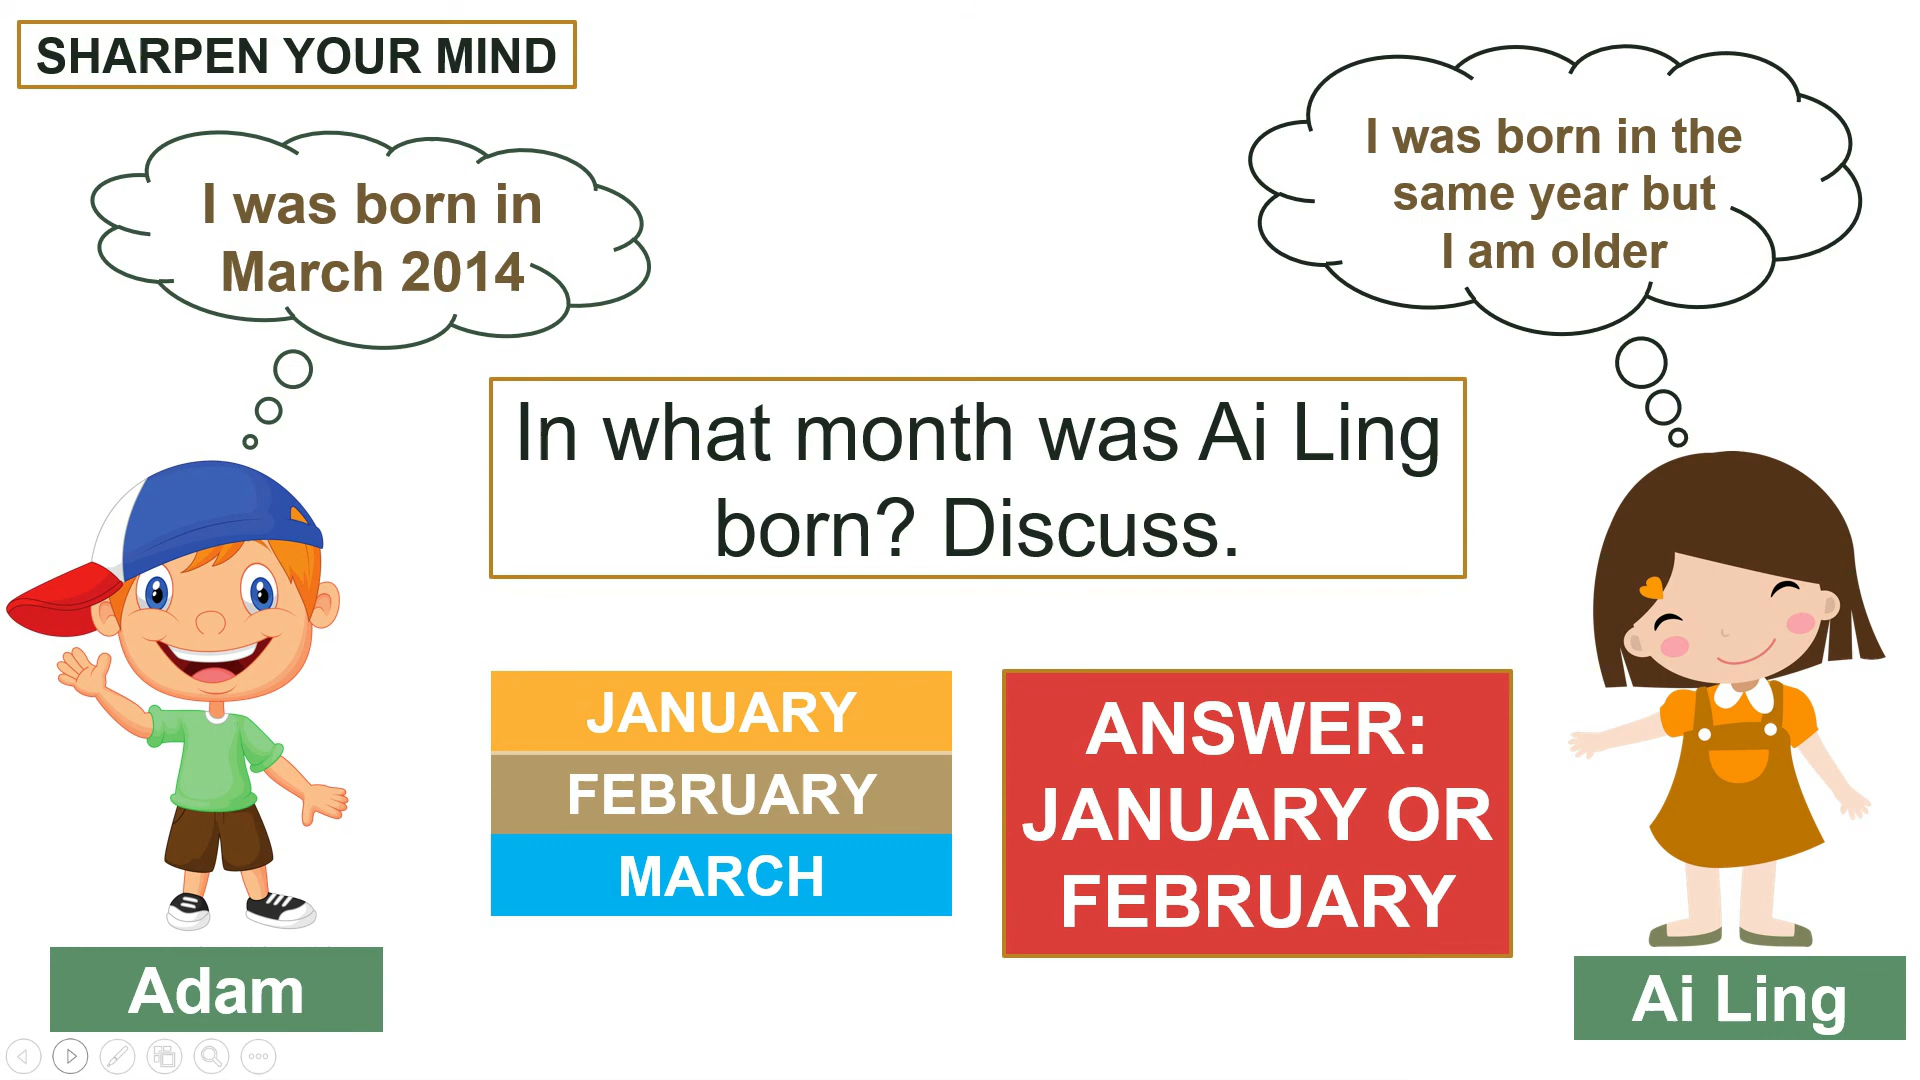 SHARPEN YOUR MIND
I was born in
March 2014
I was born in the
same year but
I am older
In what month was Ai Ling
born? Discuss.
JANUARY
FEBRUARY
MARCH
ANSWER:
JANUARY OR
FEBRUARY
Adam
Ai Ling